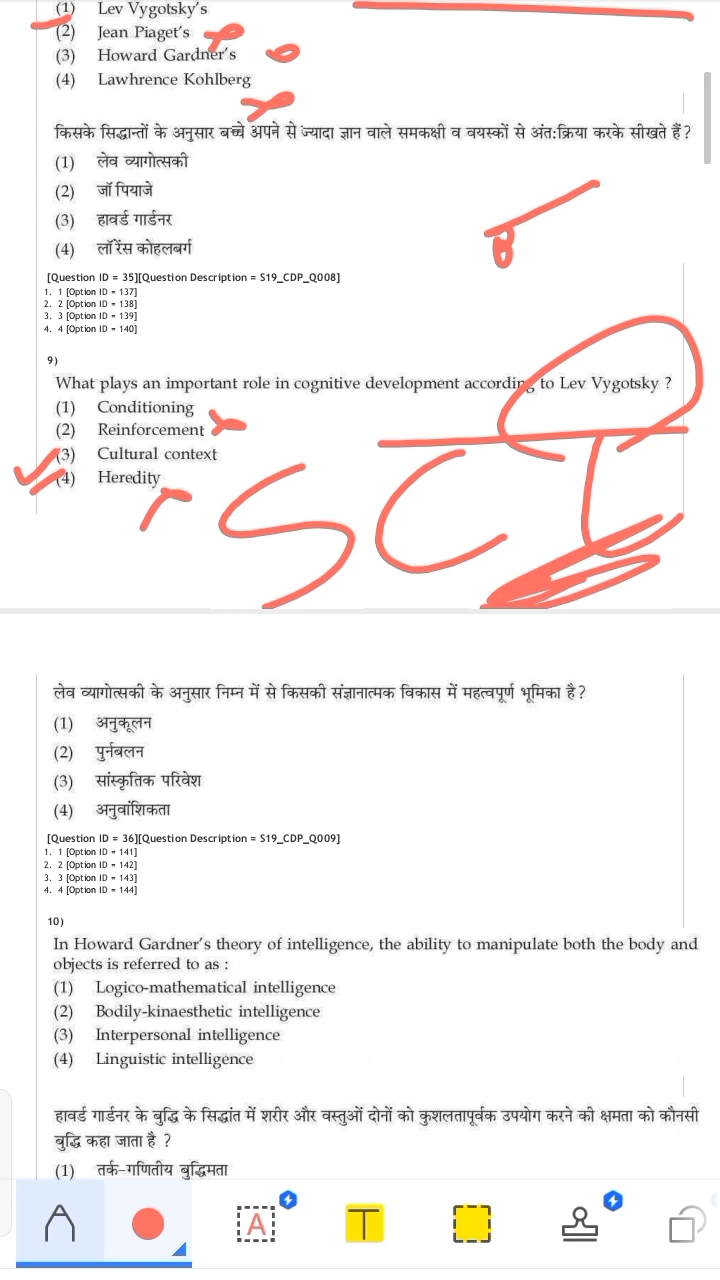 (1) Lev Vygotsky's
(2) Jean Piaget's
(3) Howard Gardner's
(4) Lawhrence Kohlberg
किसके सिद्धान्तों के अनुसार बच्चे अपने से ज्यादा ज्ञान वाले समकक्षी व वयस्कों से अंत:क्रिया करके सीखते हैं?
(1) लेव व्यागोत्सकी
(2) जॉ पियाजे
(3) हावर्ड गार्डनर
(4) लॉरेंस कोहलबर्ग
[Question ID = 35][Question Description = S19_CDP_Q008]
1. 1 [Option ID = 137]
2. 2 [Option ID = 138]
3. 3 [Option ID = 139]
4. 4 [Option ID = 140]
9)
What plays an important role in cognitive development according to Lev Vygotsky ?
(1) Conditioning
(2) Reinforcement
(3) Cultural context
(4) Heredity
SCI
लेव व्यागोत्सकी के अनुसार निम्न में से किसकी संज्ञानात्मक विकास में महत्वपूर्ण भूमिका है?
(1) अनुकूलन
(2) पुर्नबलन
(3) सांस्कृतिक परिवेश
(4) अनुवांशिकता
[Question ID = 36][Question Description = S19_CDP_Q009]
1. 1 [Option ID = 141]
2. 2 [Option ID = 142]
3. 3 [Option ID = 143]
4. 4 [Option ID = 144]
10)
In Howard Gardner's theory of intelligence, the ability to manipulate both the body and
objects is referred to as :
(1) Logico-mathematical intelligence
(2) Bodily-kinaesthetic intelligence
(3) Interpersonal intelligence
(4) Linguistic intelligence
हावर्ड गार्डनर के बुद्धि के सिद्धांत में शरीर और वस्तुओं दोनों को कुशलतापूर्वक उपयोग करने की क्षमता को कौनसी
बुद्धि कहा जाता है ?
(1) तर्क-गणितीय बुद्धिमता
A T